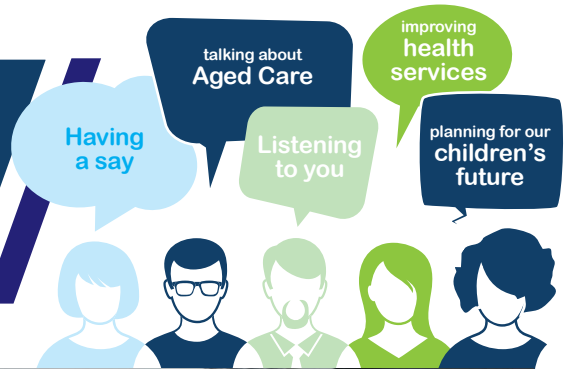 Having
a say
talking about
Aged Care
Listening
to you
improving
health
services
planning for our
children's
future